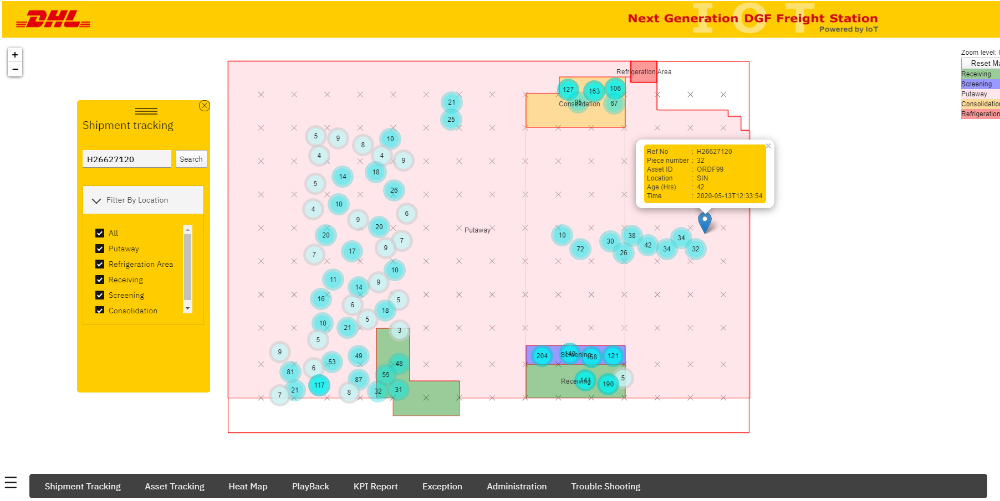 DHL
IOT
Next Generation DGF Freight Station
Powered by IoT
+
−
Zoom level:
Reset Ma
Receiving
Screening
Putaway
Consolidation
Refrigeration
Shipment tracking
H26627120
Search
Filter By Location
All
Putaway
Refrigeration Area
Receiving
Screening
Consolidation
Refrigeration Area
127
163
106
95
67
Consolidation
21
25
5
9
8
10
4
4
9
18
14
5
26
10
4
9
6
20
20
7
9
17
7
10
11
9
14
16
5
6
18
5
10
21
3
5
9
49
53
48
6
81
55
87
117
21
32
31
8
7
Putaway
Ref No : H26627120
Piece number : 32
Asset ID : ORDF99
Location : SIN
Age (Hrs) : 42
Time : 2020-05-13T12:33:54
×
10
72
30
38
26
42
34
34
32
204
140
158
121
Screening
Receiving
141
190
5
Shipment Tracking
Asset Tracking
Heat Map
PlayBack
KPI Report
Exception
Administration
Trouble Shooting